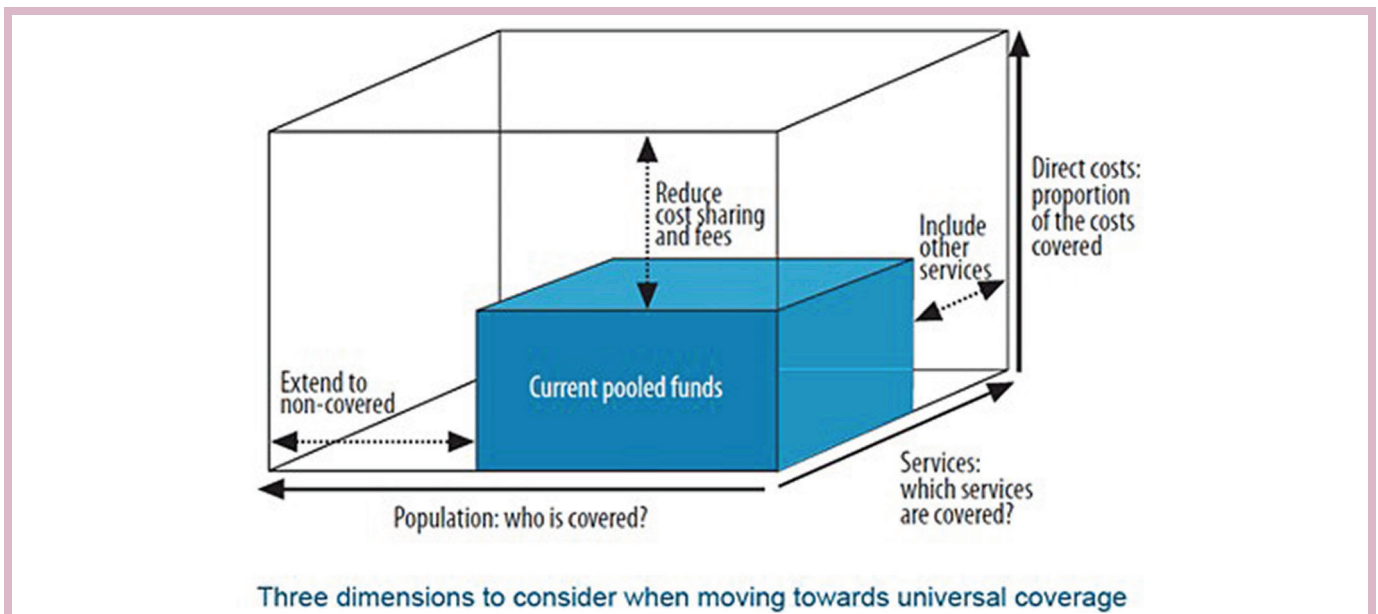 Reduce
cost sharing
and fees
Include
other
services
Direct costs:
proportion
of the costs
covered
Extend to
non-covered
Current pooled funds
Population: who is covered?
Services:
which services
are covered?
Three dimensions to consider when moving towards universal coverage